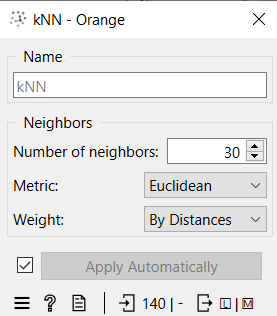 kNN - Orange
Name
kNN
Neighbors
Number of neighbors: 30
Metric: Euclidean
Weight: By Distances
Apply Automatically
? 140 | - L | M